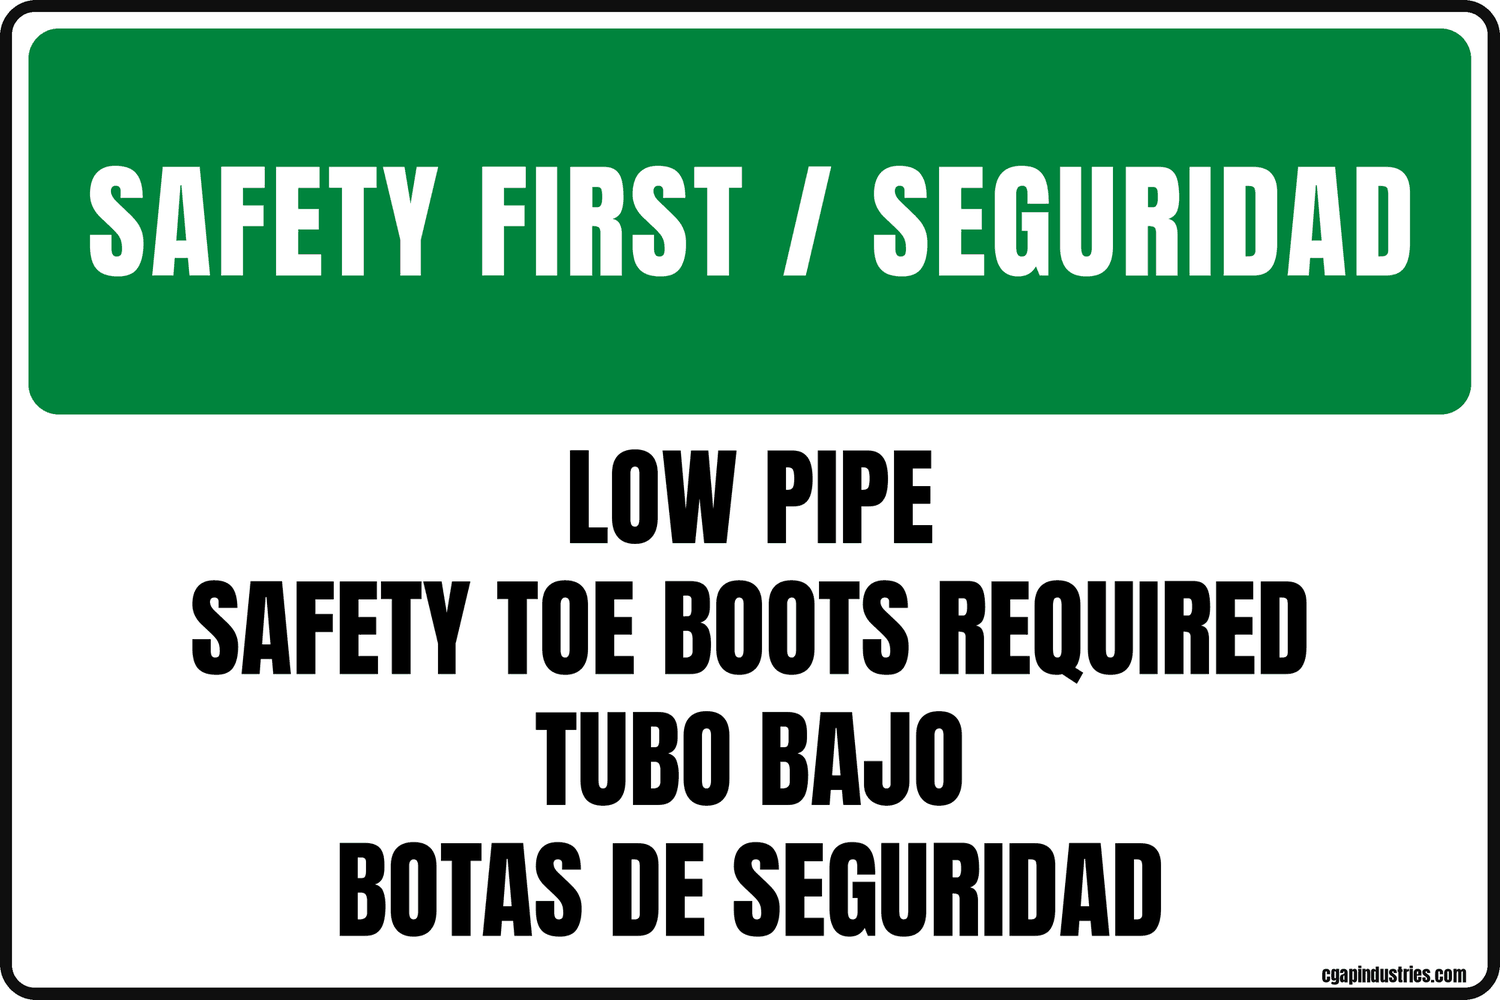 SAFETY FIRST / SEGURIDAD
LOW PIPE
SAFETY TOE BOOTS REQUIRED
TUBO BAJO
BOTAS DE SEGURIDAD
cgapindustries.com